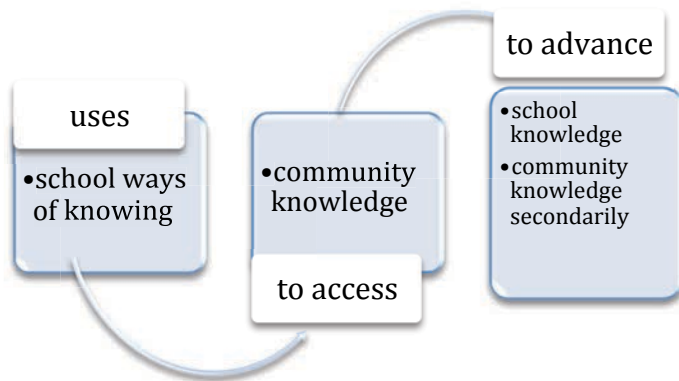 uses
•school ways
of knowing
•community
knowledge
to access
to advance
•school
knowledge
•community
knowledge
secondarily